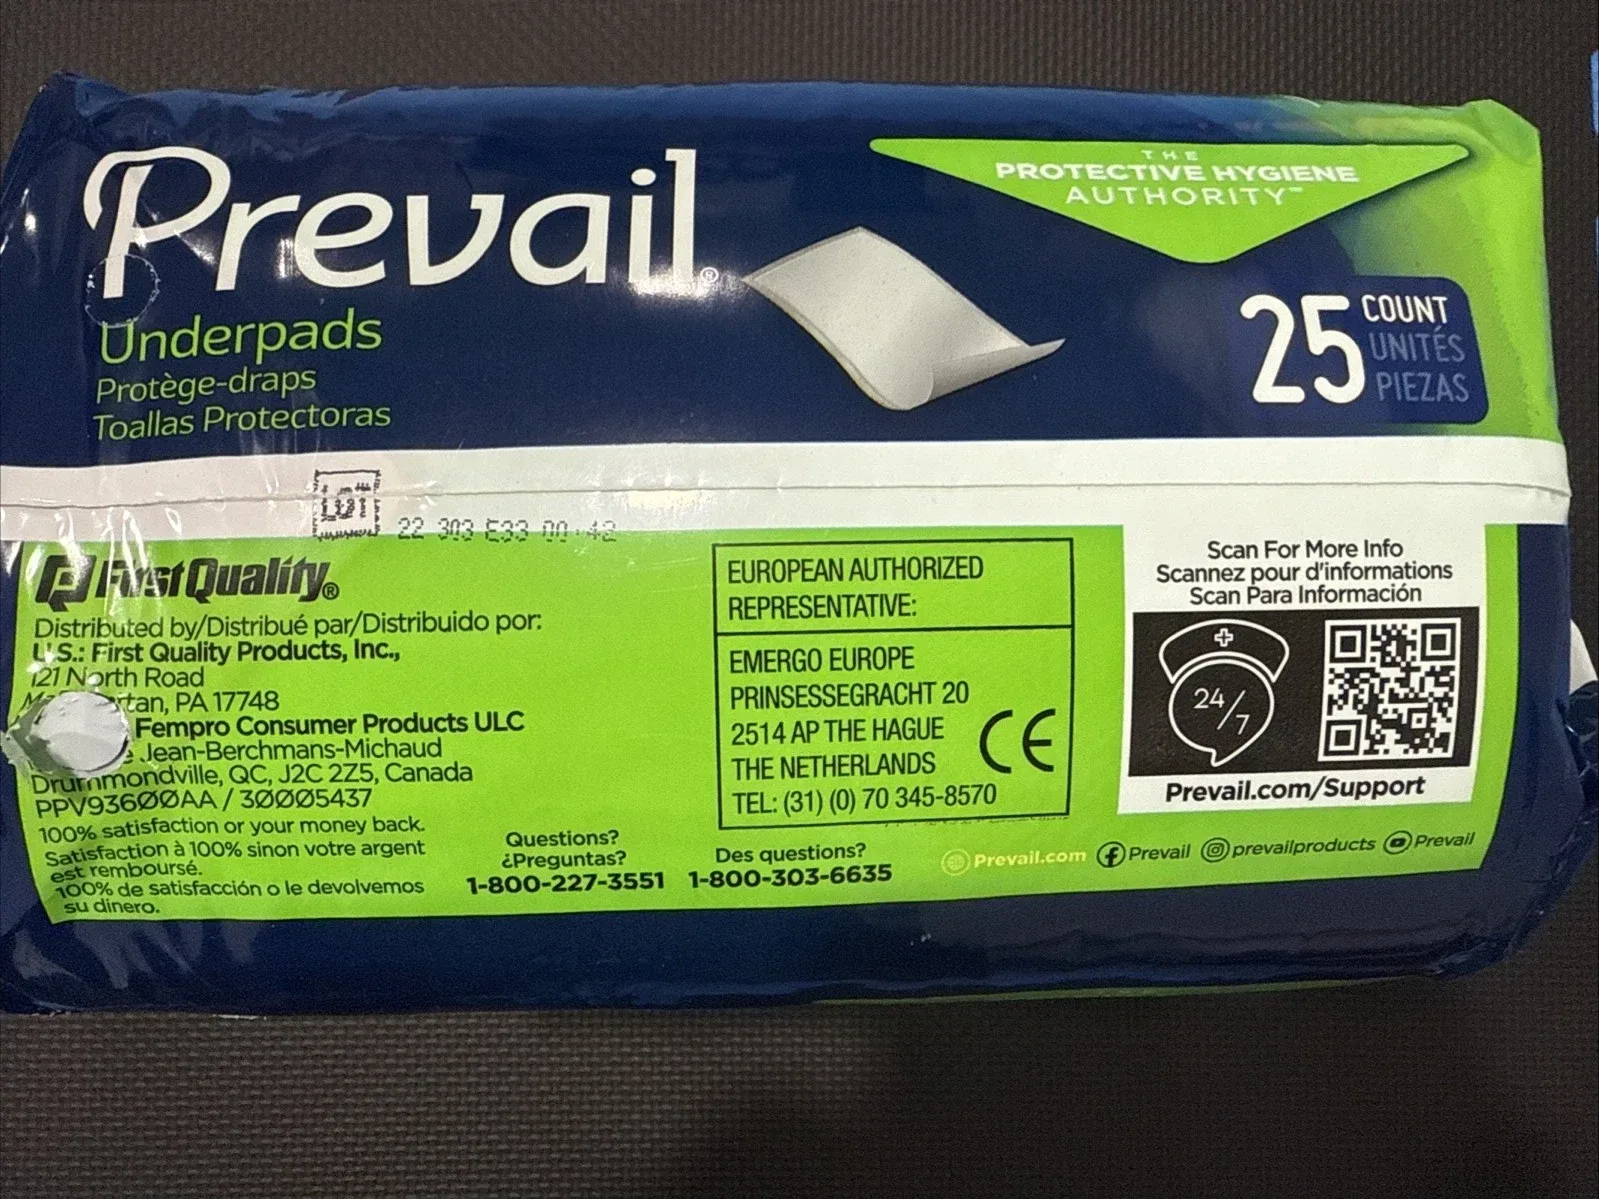 Prevail®
Underpads
Protège-draps
Toallas Protectoras
THE
PROTECTIVE HYGIENE
AUTHORITY™
25 COUNT
UNITÉS
PIEZAS
22 303 E33 00:42
First Quality®
Distributed by/Distribué par/Distribuido por:
U.S.: First Quality Products, Inc.,
121 North Road
PA 17748
Fempro Consumer Products ULC
Jean-Berchmans-Michaud
Drummondville, QC, J2C 2Z5, Canada
PPV936ØØAA / 3ØØØ5437
100% satisfaction or your money back.
Satisfaction à 100% sinon votre argent
est remboursé.
100% de satisfacción o le devolvemos
su dinero.
Questions?
¿Preguntas?
1-800-227-3551
Des questions?
1-800-303-6635
EUROPEAN AUTHORIZED
REPRESENTATIVE:
EMERGO EUROPE
PRINSESSEGRACHT 20
2514 AP THE HAGUE
THE NETHERLANDS
TEL: (31) (0) 70 345-8570
CE
Scan For More Info
Scannez pour d'informations
Scan Para Información
24/7
Prevail.com/Support
Prevail.com Prevail prevailproducts Prevail